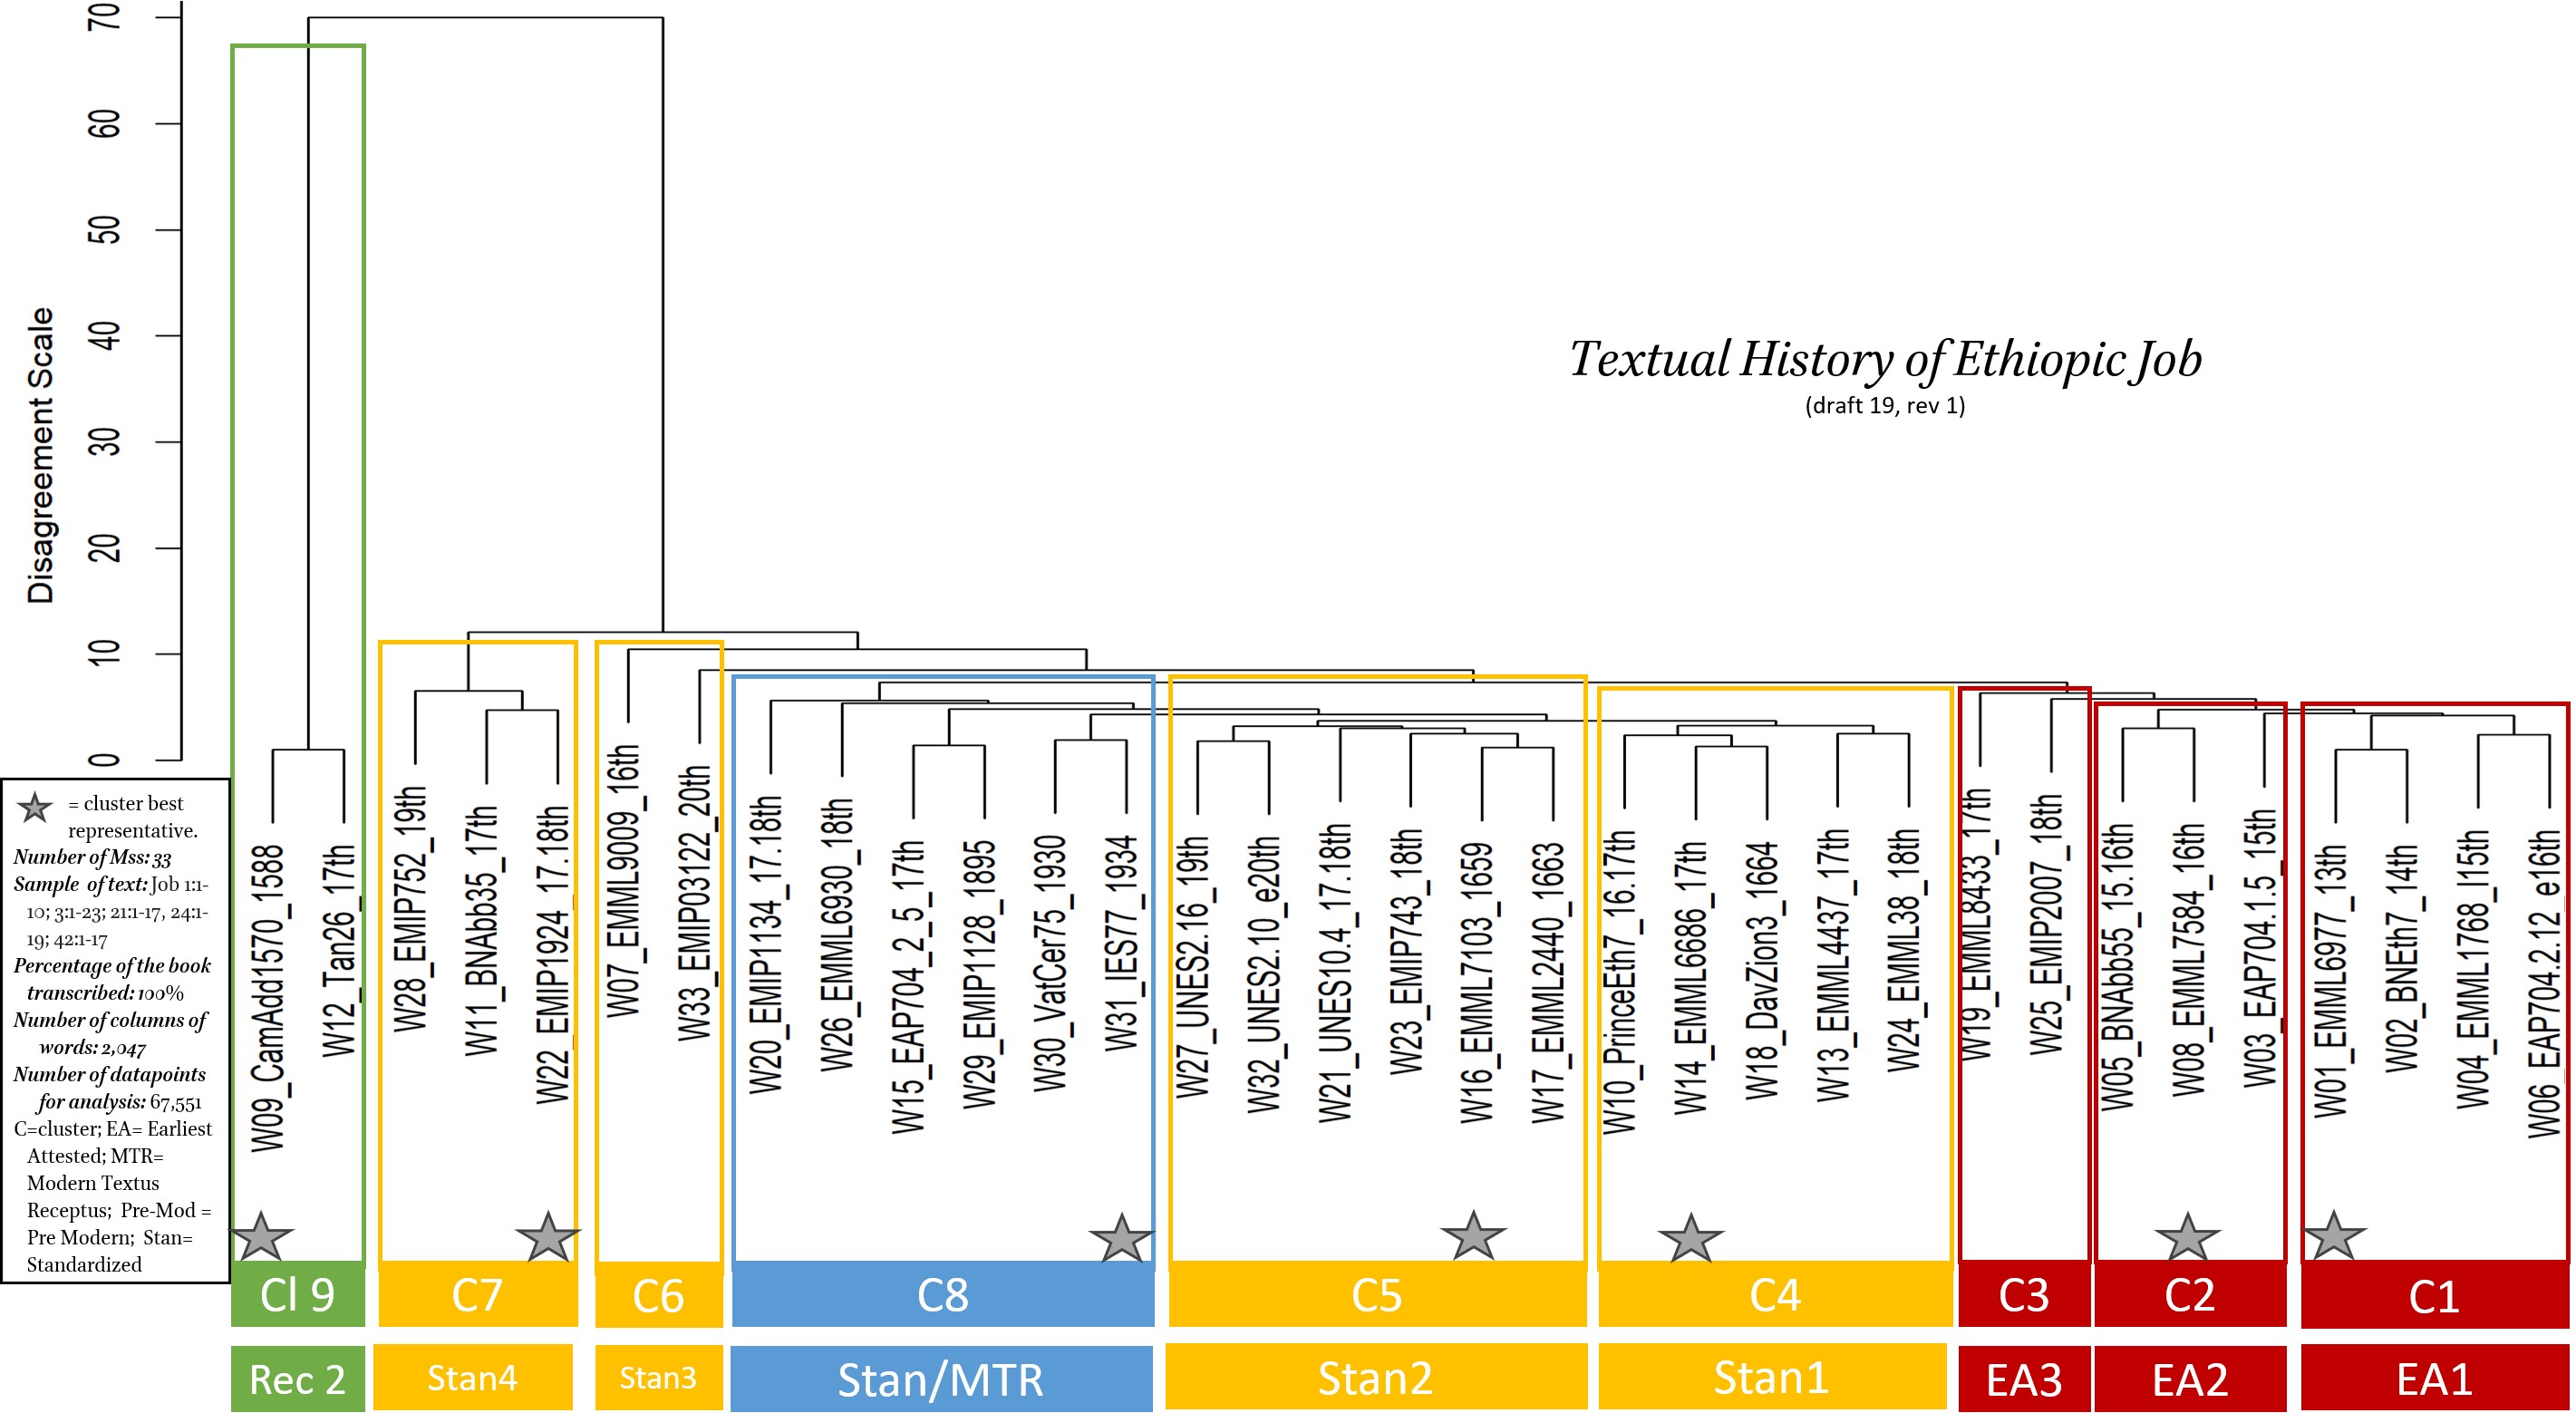 70
60
50
40
30
20
10
0
Disagreement Scale
Textual History of Ethiopic Job
(draft 19, rev 1)
= cluster best
representative.
Number of Mss: 33
Sample of text: Job 1:1-
10; 3:1-23; 21:1-17, 24:1-
19; 42:1-17
Percentage of the book
transcribed: 100%
Number of columns of
words: 2,047
Number of datapoints
for analysis: 67,551
C=cluster; EA= Earliest
Attested; MTR=
Modern Textus
Receptus; Pre-Mod =
Pre Modern; Stan=
Standardized
W09_CamAdd1570_1588
W12_Tan26_17th
W28_EMIP752_19th
W11_BNAbb35_17th
W22_EMIP1924_17.18th
W07_EMML9009_16th
W33_EMIP03122_20th
W20_EMIP1134_17.18th
W26_EMML6930_18th
W15_EAP704_2_5_17th
W29_EMIP1128_1895
W30_VatCer75_1930
W31_IES77_1934
W27_UNES2.16_19th
W32_UNES2.10_e20th
W21_UNES10.4_17.18th
W23_EMIP743_18th
W16_EMML7103_1659
W17_EMML2440_1663
W10_PrinceEth7_16.17th
W14_EMML6686_17th
W18_DavZion3_1664
W13_EMML4437_17th
W24_EMML38_18th
W19_EMML8433_17th
W25_EMIP2007_18th
W05_BNAbb55_15.16th
W08_EMML7584_16th
W03_EAP704.1.5_15th
W01_EMML6977_13th
W02_BNEth7_14th
W04_EMML1768_l15th
W06_EAP704.2.12_e16th
Cl 9
C7
C6
C8
C5
C4
C3
C2
C1
Rec 2
Stan4
Stan3
Stan/MTR
Stan2
Stan1
EA3
EA2
EA1